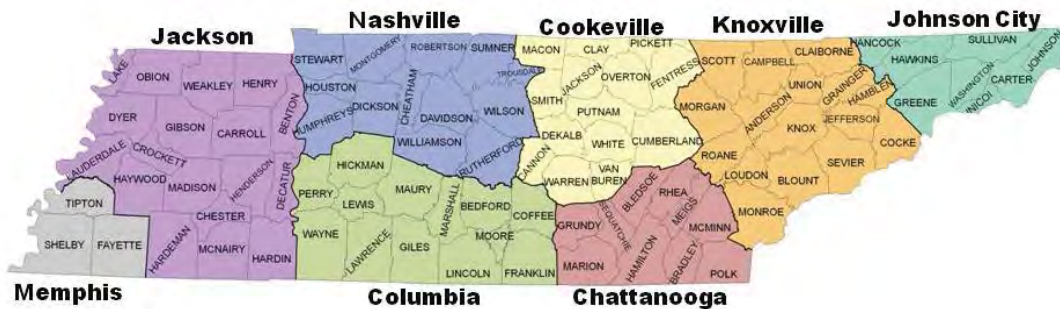 Jackson
Nashville
Cookeville
Knoxville
Johnson City
LAKE
OBION
WEAKLEY
HENRY
DYER
GIBSON
CARROLL
BENTON
LAUDERDALE
CROCKETT
HAYWOOD
MADISON
HENDERSON
DECATUR
CHESTER
HARDEMAN
MCNAIRY
HARDIN
TIPTON
SHELBY
FAYETTE
STEWART
MONTGOMERY
ROBERTSON
SUMNER
TROUSDALE
HOUSTON
HUMPHREYS
DICKSON
CHEATHAM
DAVIDSON
WILSON
WILLIAMSON
RUTHERFORD
HICKMAN
PERRY
LEWIS
MAURY
MARSHALL
BEDFORD
COFFEE
WAYNE
LAWRENCE
GILES
MOORE
LINCOLN
FRANKLIN
MACON
CLAY
PICKETT
JACKSON
OVERTON
FENTRESS
SMITH
PUTNAM
DEKALB
WHITE
CUMBERLAND
CANNON
WARREN
VAN
BUREN
BLEDSOE
RHEA
SEQUATCHIE
MEIGS
GRUNDY
MCMINN
MARION
HAMILTON
BRADLEY
POLK
SCOTT
CAMPBELL
CLAIBORNE
UNION
GRAINGER
HAMBLEN
MORGAN
ANDERSON
KNOX
JEFFERSON
COCKE
ROANE
LOUDON
BLOUNT
SEVIER
MONROE
HANCOCK
HAWKINS
SULLIVAN
JOHNSON
WASHINGTON
CARTER
GREENE
UNICOI
Memphis
Columbia
Chattanooga